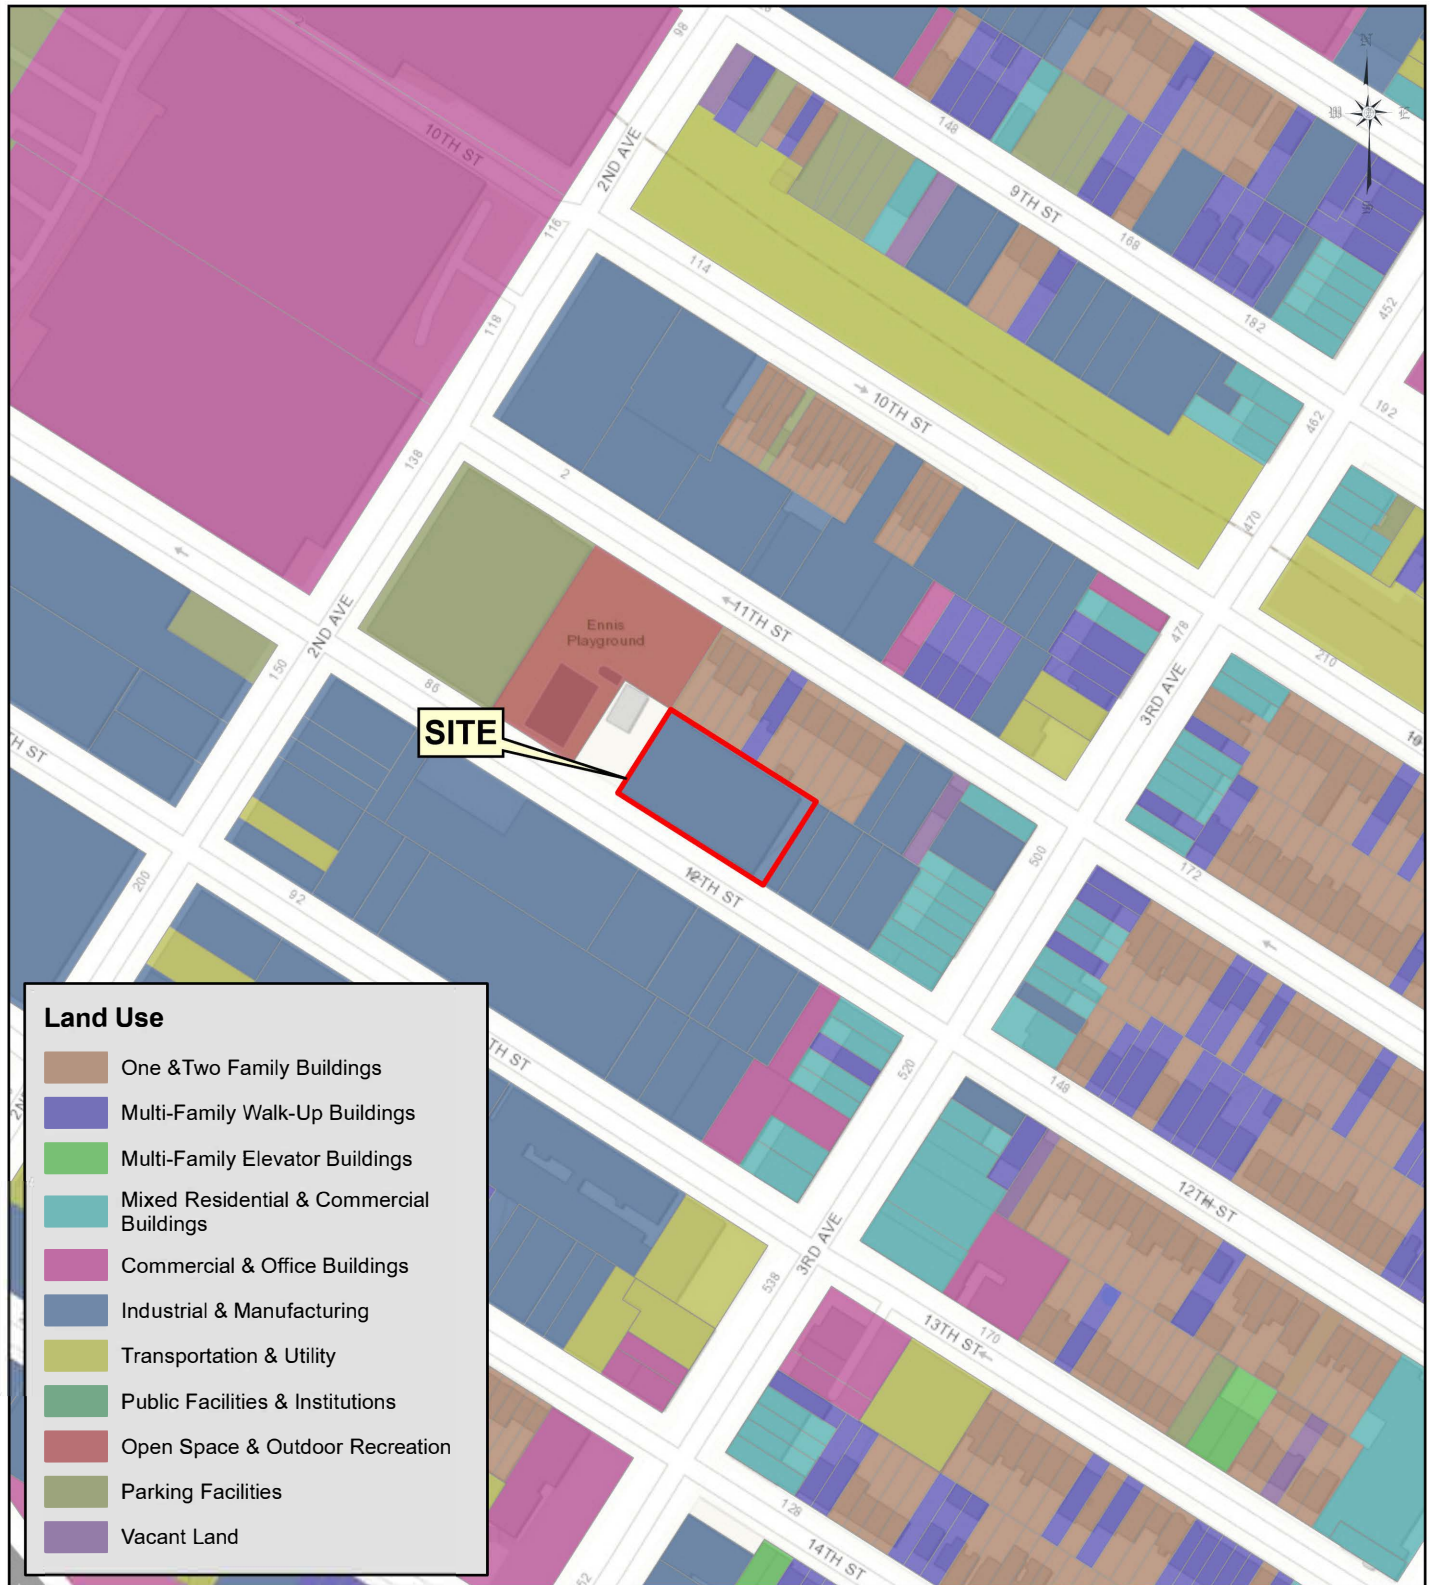 98
N
W
E
S
10TH ST
2ND AVE
148
9TH ST
168
116
114
182
452
118
10TH ST
192
462
138
2
470
Ennis
Playground
11TH ST
478
210
2ND AVE
150
86
3RD AVE
SITE
TH ST
12TH ST
500
172
200
92
TH ST
520
148
12TH ST
3RD AVE
538
13TH ST
170
128
14TH ST
52
2N
Land Use
One &Two Family Buildings
Multi-Family Walk-Up Buildings
Multi-Family Elevator Buildings
Mixed Residential & Commercial
Buildings
Commercial & Office Buildings
Industrial & Manufacturing
Transportation & Utility
Public Facilities & Institutions
Open Space & Outdoor Recreation
Parking Facilities
Vacant Land